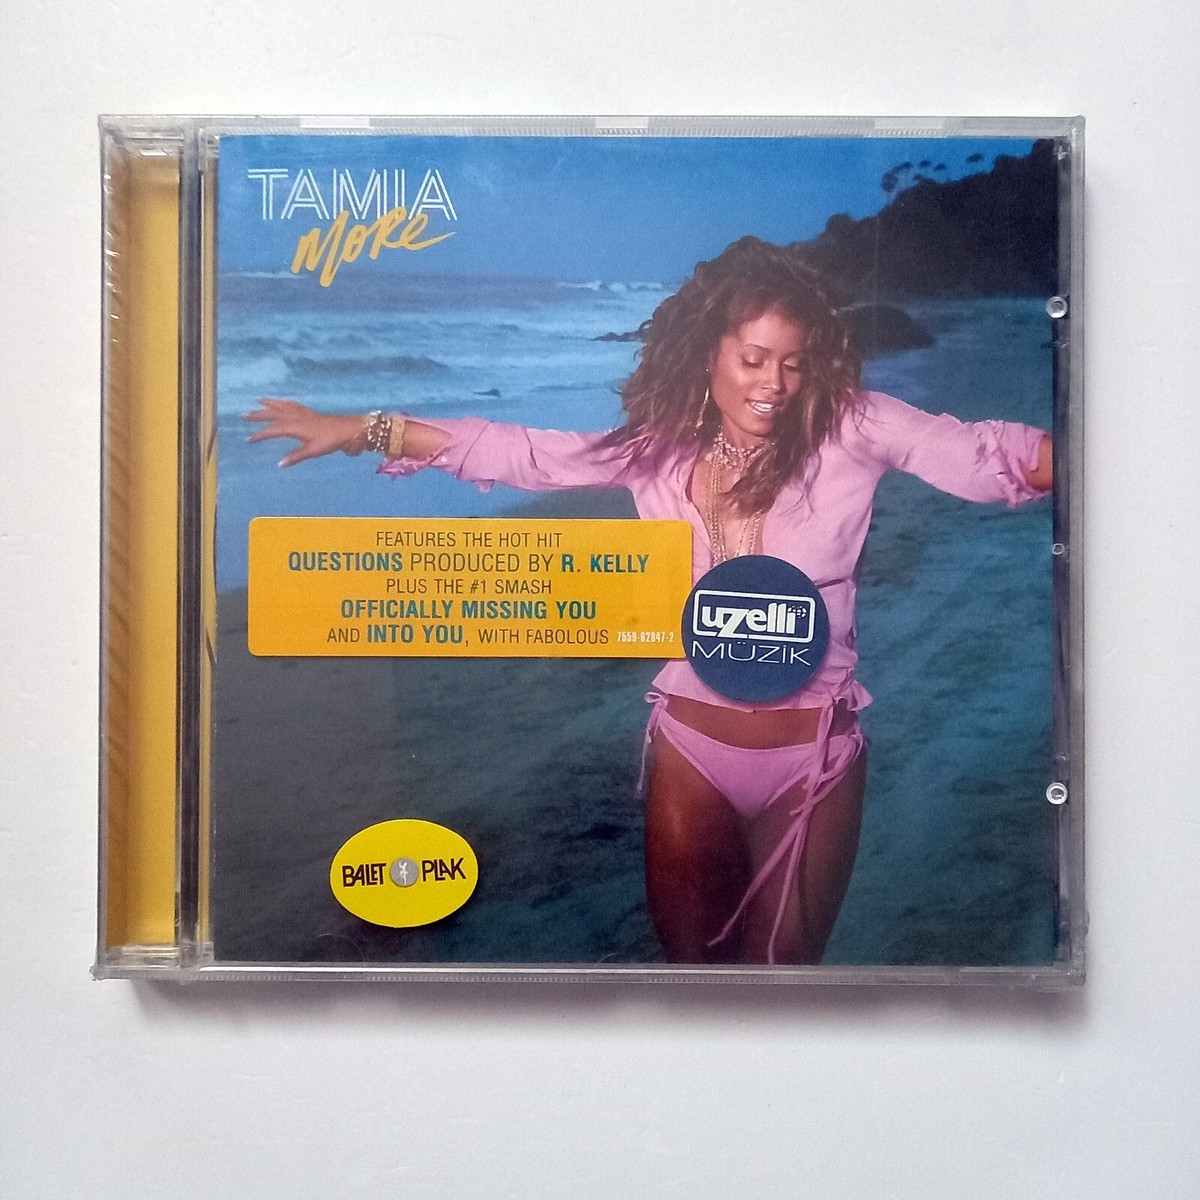 TAMIA
MoRe
FEATURES THE HOT HIT
QUESTIONS PRODUCED BY R. KELLY
PLUS THE #1 SMASH
OFFICIALLY MISSING YOU
AND INTO YOU, WITH FABOLOUS 7559-62847-2
uzelli
MÜZİK
BALET PLAK